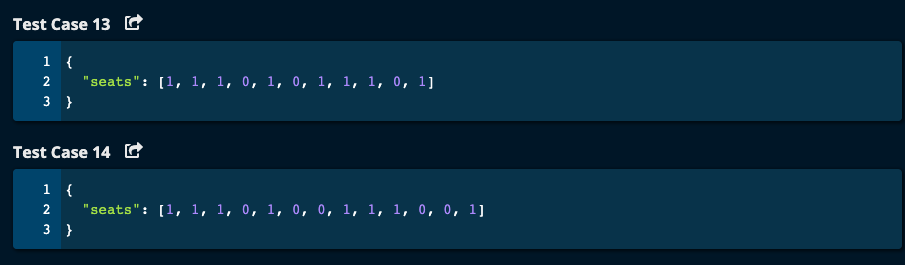 Test Case 13
1 {
2 "seats": [1, 1, 1, 0, 1, 0, 1, 1, 1, 0, 1]
3 }
Test Case 14
1 {
2 "seats": [1, 1, 1, 0, 1, 0, 0, 1, 1, 1, 0, 0, 1]
3 }